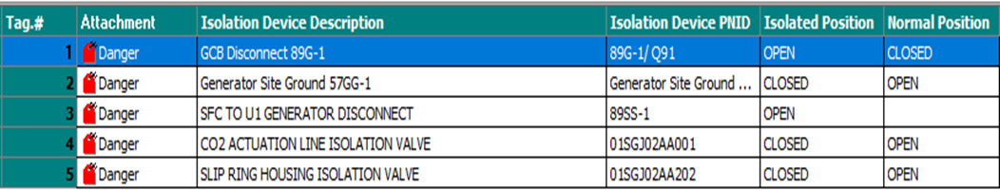 Tag.# Attachment Isolation Device Description Isolation Device PNID Isolated Position Normal Position
1 Danger GCB Disconnect 89G-1 89G-1/ Q91 OPEN CLOSED
2 Danger Generator Site Ground 57GG-1 Generator Site Ground ... CLOSED OPEN
3 Danger SFC TO U1 GENERATOR DISCONNECT 89SS-1 OPEN
4 Danger CO2 ACTUATION LINE ISOLATION VALVE 01SGJ02AA001 CLOSED OPEN
5 Danger SLIP RING HOUSING ISOLATION VALVE 01SGJ02AA202 CLOSED OPEN